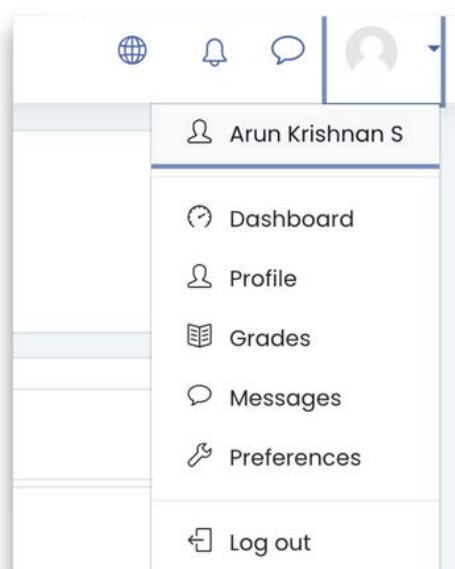 Arun Krishnan S
Dashboard
Profile
Grades
Messages
Preferences
Log out